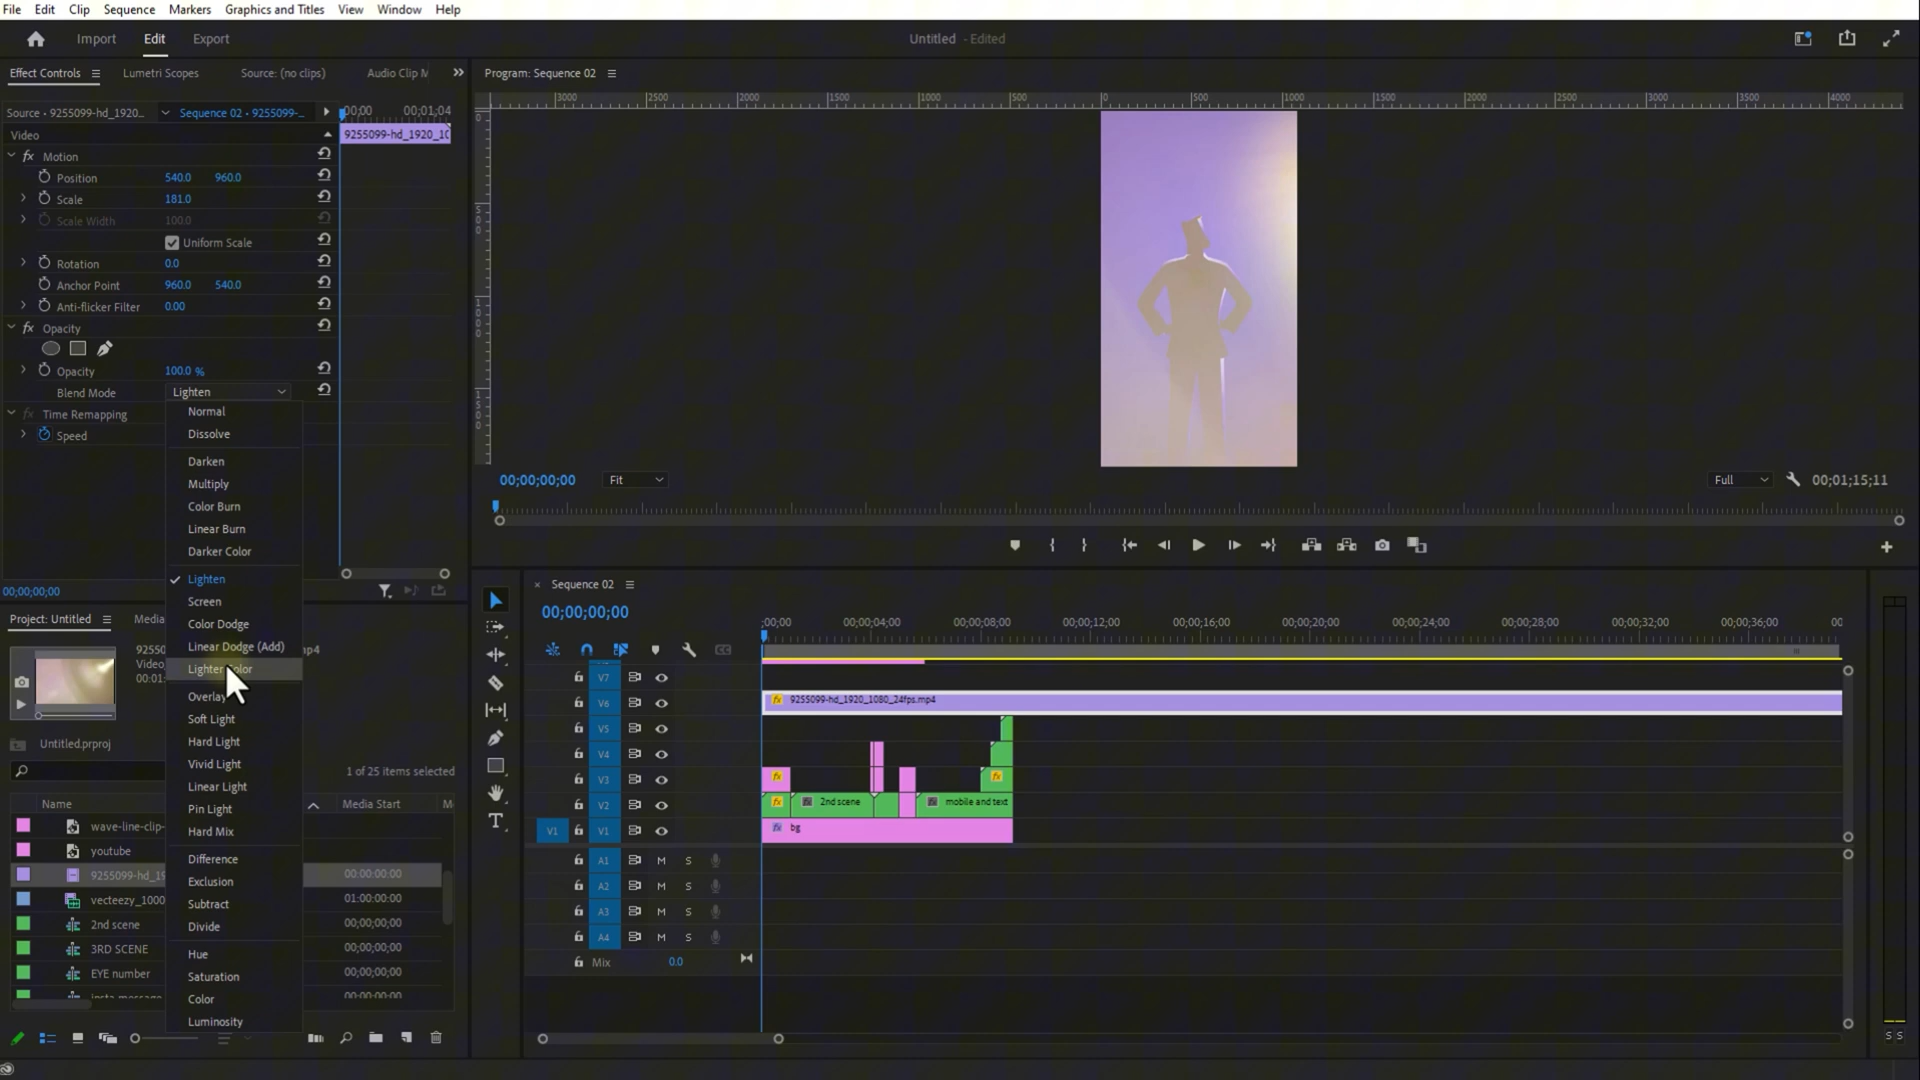 File Edit Clip Sequence Markers Graphics and Titles View Window Help
Import Edit Export Untitled - Edited
Effect Controls Lumetri Scopes Source: (no clips) Audio Clip M
Program: Sequence 02
3000 2500 2000 1500 1000 500 0 500 1000 1500 2000 2500 3000 3500 4000
Source • 9255099-hd_1920... Sequence 02 • 9255099-...
00;00 00;01;04
Video
9255099-hd_1920_10
fx Motion
Position 540.0 960.0
Scale 181.0
Scale Width 100.0
Uniform Scale
Rotation 0.0
Anchor Point 960.0 540.0
Anti-flicker Filter 0.00
fx Opacity
Opacity 100.0 %
Blend Mode Lighten
fx Time Remapping
Speed
Normal
Dissolve
Darken
Multiply
Color Burn
Linear Burn
Darker Color
Lighten
Screen
Color Dodge
Linear Dodge (Add)
Overlay
Soft Light
Hard Light
Vivid Light
Linear Light
Pin Light
Hard Mix
Difference
Exclusion
Subtract
Divide
Hue
Saturation
Color
Luminosity
00;00;00;00
00;00;00;00 Fit Full 00;01;15;11
Project: Untitled Media
9255
Video,
00:01:
p4
Untitled.prproj
1 of 25 items selected
Name Media Start M
wave-line-clip-
youtube
9255099-hd_19 00:00:00:00
vecteezy_1000 01:00:00:00
2nd scene 00;00;00;00
3RD SCENE 00;00;00;00
EYE number 00;00;00;00
insta message 00:00:00:00
Sequence 02
00;00;00;00
;00;00 00;00;04;00 00;00;08;00 00;00;12;00 00;00;16;00 00;00;20;00 00;00;24;00 00;00;28;00 00;00;32;00 00;00;36;00 00
V7
V6 fx 9255099-hd_1920_1080_24fps.mp4
V5
V4
V3 fx fx
V2 fx fx 2nd scene fx mobile and text
V1 V1 fx bg
A1 M S
A2 M S
A3 M S
A4 M S
Mix 0.0
S S